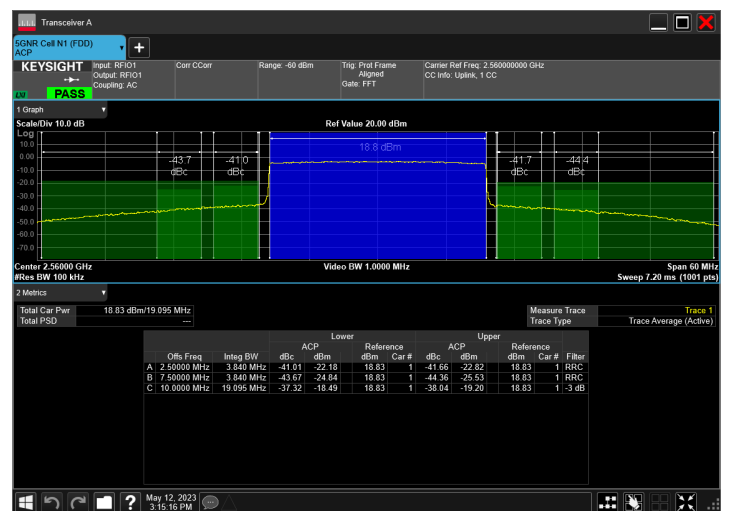 Transceiver A
5GNR Cell N1 (FDD)
ACP
KEYSIGHT
Input: RFIO1
Output: RFIO1
Coupling: AC
Corr CCorr
Range: -60 dBm
Trig: Prot Frame
Aligned
Gate: FFT
Carrier Ref Freq: 2.560000000 GHz
CC Info: Uplink, 1 CC
LXI PASS
1 Graph
Scale/Div 10.0 dB Ref Value 20.00 dBm
Log
10.0
0.00
-10.0
-20.0
-30.0
-40.0
-50.0
-60.0
-70.0
18.8 dBm
-43.7 dBc
-41.0 dBc
-41.7 dBc
-44.4 dBc
Center 2.56000 GHz Video BW 1.0000 MHz Span 60 MHz
#Res BW 100 kHz Sweep 7.20 ms (1001 pts)
2 Metrics
Total Car Pwr 18.83 dBm/19.095 MHz Measure Trace Trace 1
Total PSD --- Trace Type Trace Average (Active)
Lower Upper
ACP Reference ACP Reference
Offs Freq Integ BW dBc dBm dBm Car # dBc dBm dBm Car # Filter
A 2.50000 MHz 3.840 MHz -41.01 -22.18 18.83 1 -41.66 -22.82 18.83 1 RRC
B 7.50000 MHz 3.840 MHz -43.67 -24.84 18.83 1 -44.36 -25.53 18.83 1 RRC
C 10.0000 MHz 19.095 MHz -37.32 -18.49 18.83 1 -38.04 -19.20 18.83 1 -3 dB
May 12, 2023
3:15:16 PM